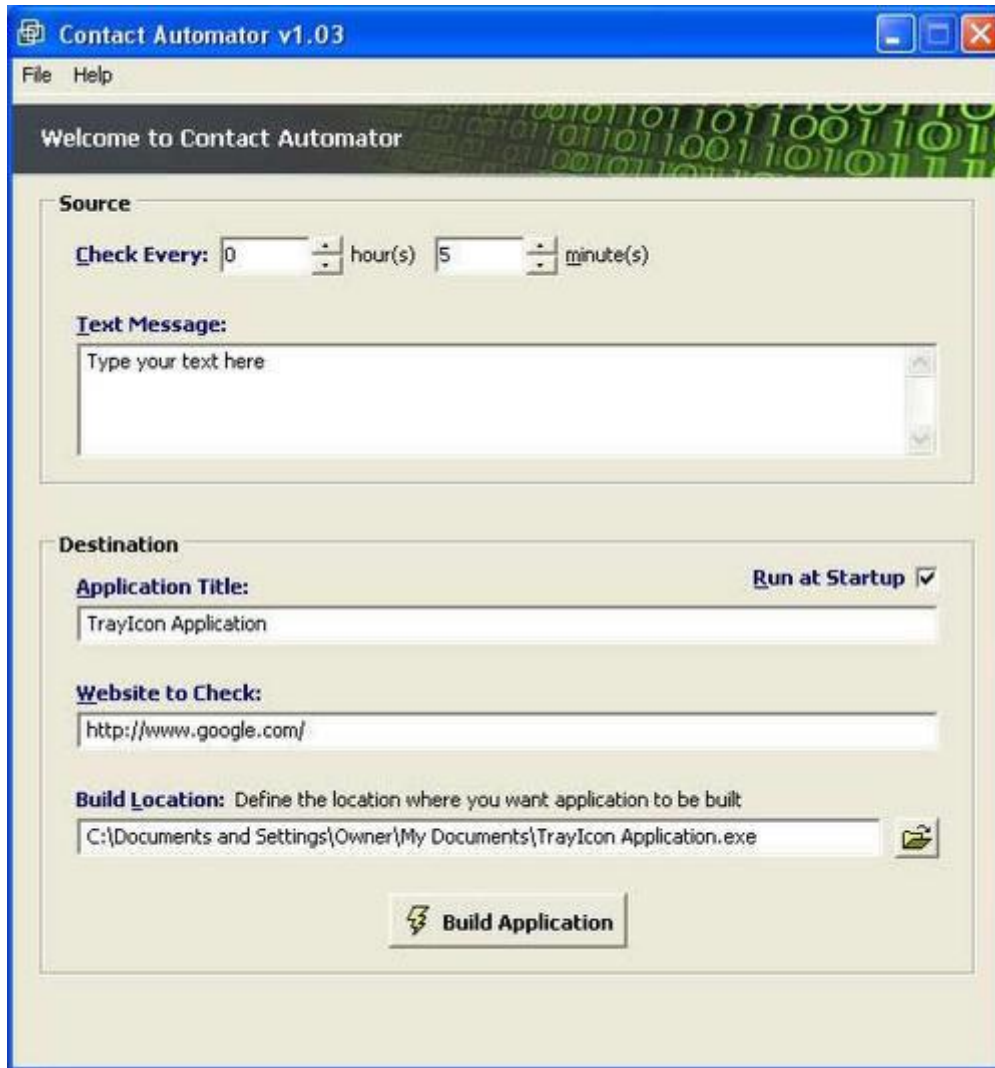 Contact Automator v1.03
File Help
Welcome to Contact Automator
Source
Check Every: 0 hour(s) 5 minute(s)
Text Message:
Type your text here
Destination
Run at Startup
Application Title:
TrayIcon Application
Website to Check:
http://www.google.com/
Build Location: Define the location where you want application to be built
C:\Documents and Settings\Owner\My Documents\TrayIcon Application.exe
Build Application